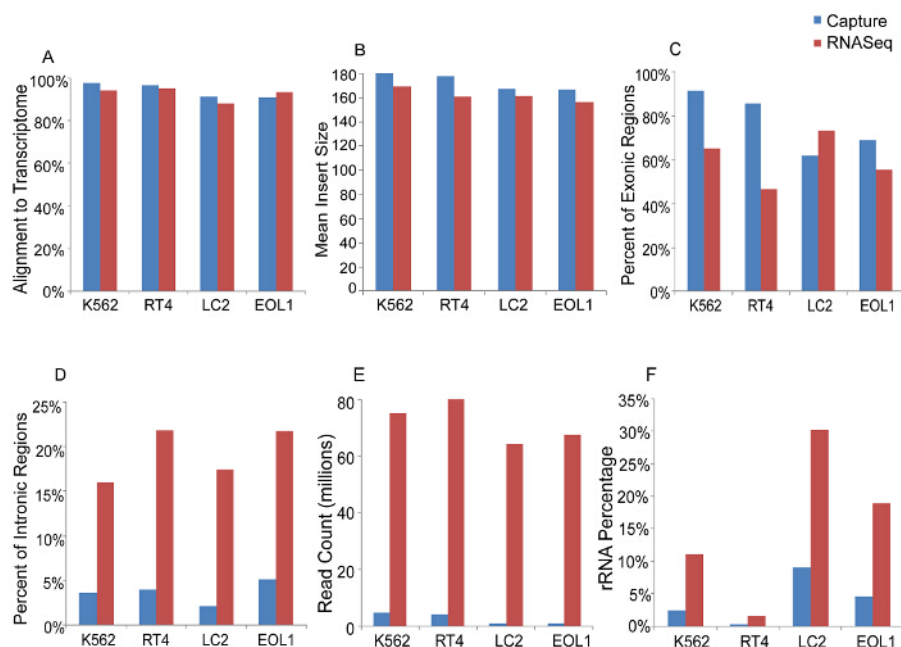 Capture
RNASeq
A
Alignment to Transcriptome
100%
80%
60%
40%
20%
0%
K562 RT4 LC2 EOL1
B
Mean Insert Size
180
160
140
120
100
80
60
40
20
0
K562 RT4 LC2 EOL1
C
Percent of Exonic Regions
100%
80%
60%
40%
20%
0%
K562 RT4 LC2 EOL1
D
Percent of Intronic Regions
25%
20%
15%
10%
5%
0%
K562 RT4 LC2 EOL1
E
Read Count (millions)
80
60
40
20
0
K562 RT4 LC2 EOL1
F
rRNA Percentage
35%
30%
25%
20%
15%
10%
5%
0%
K562 RT4 LC2 EOL1